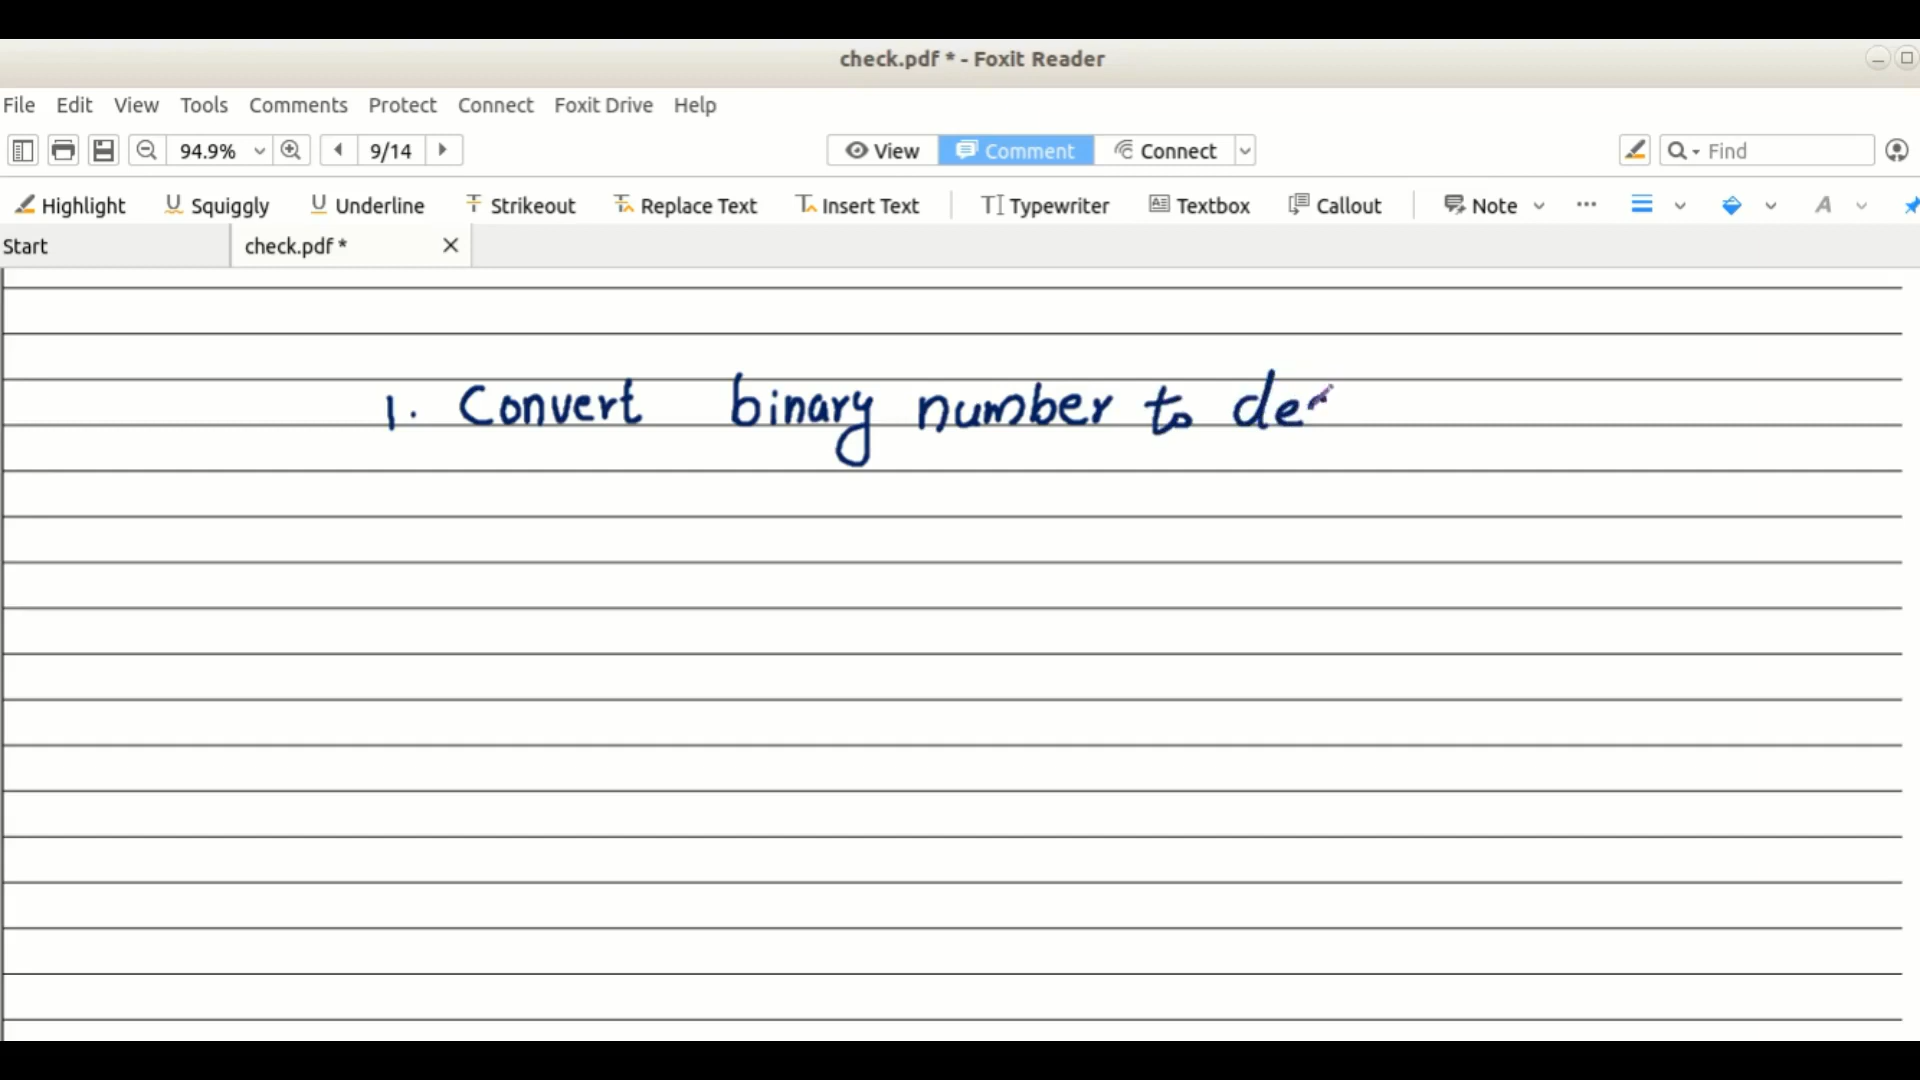 check.pdf * - Foxit Reader
File Edit View Tools Comments Protect Connect Foxit Drive Help
94.9% 9/14 View Comment Connect Find
Highlight Squiggly Underline Strikeout Replace Text Insert Text Typewriter Textbox Callout Note ...
Start check.pdf *
1. Convert binary number to de